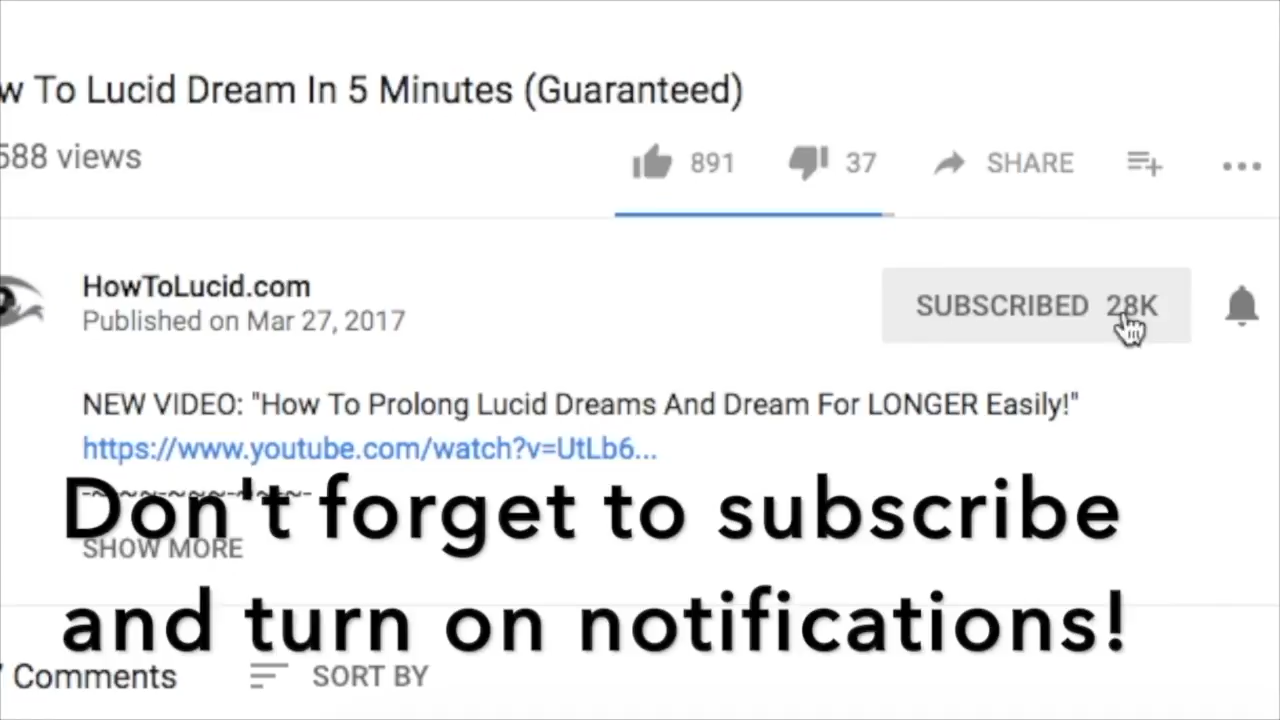 w To Lucid Dream In 5 Minutes (Guaranteed)
588 views
891 37 SHARE
HowToLucid.com
SUBSCRIBED 28K
Published on Mar 27, 2017
NEW VIDEO: "How To Prolong Lucid Dreams And Dream For LONGER Easily!"
https://www.youtube.com/watch?v=UtLb6...
Don't forget to subscribe
SHOW MORE
and turn on notifications!
Comments SORT BY